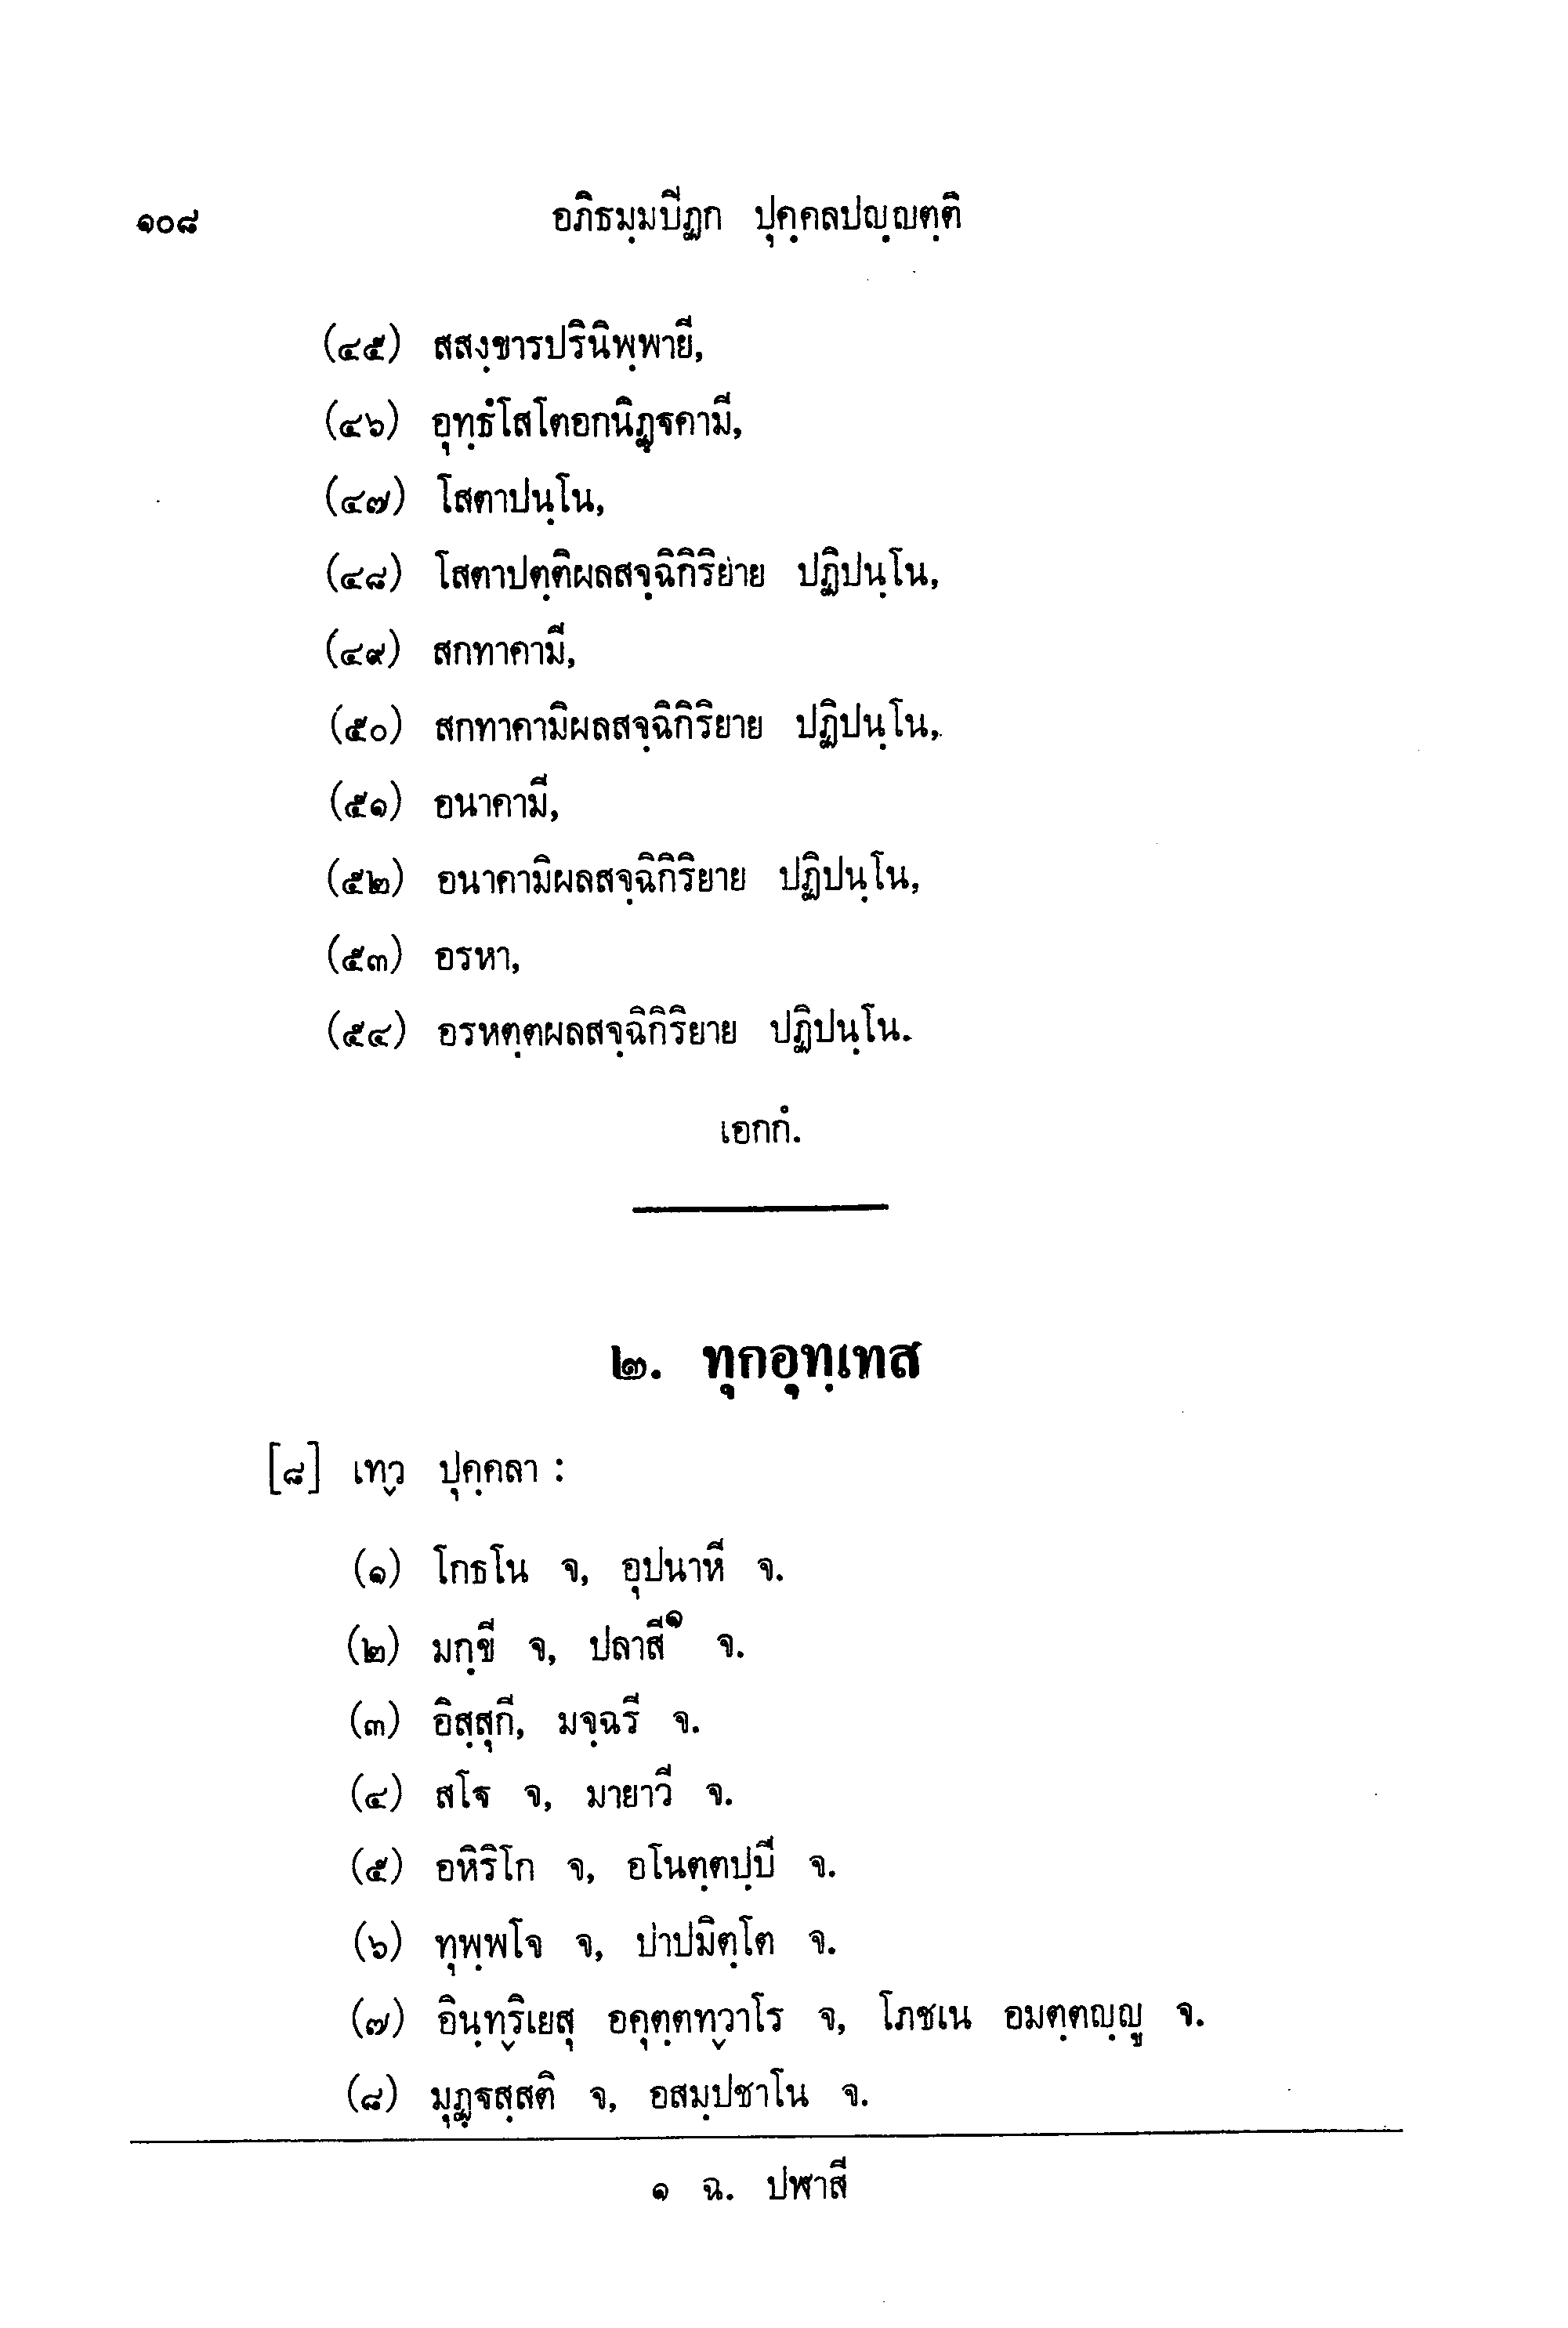 ๑๐๘ อภิธมฺมปิฏก ปุคฺคลปญฺญตฺติ
(๔๕) สสงฺขารปรินิพฺพายี,
(๔๖) อุทฺธํโสโตอกนิฏฺฐคามี,
(๔๗) โสตาปนฺโน,
(๔๘) โสตาปตฺติผลสจฺฉิกิริยาย ปฏิปนฺโน,
(๔๙) สกทาคามี,
(๕๐) สกทาคามิผลสจฺฉิกิริยาย ปฏิปนฺโน,
(๕๑) อนาคามี,
(๕๒) อนาคามิผลสจฺฉิกิริยาย ปฏิปนฺโน,
(๕๓) อรหา,
(๕๔) อรหตฺตผลสจฺฉิกิริยาย ปฏิปนฺโน.
เอกกํ.
๒. ทุกอุทฺเทส
[๘] เทฺว ปุคฺคลา :
(๑) โกธโน จ, อุปนาหี จ.
(๒) มกฺขี จ, ปลาสี๑ จ.
(๓) อิสฺสุกี, มจฺฉรี จ.
(๔) สโฐ จ, มายาวี จ.
(๕) อหิริโก จ, อโนตฺตปฺปี จ.
(๖) ทุพฺพโจ จ, ปาปมิตฺโต จ.
(๗) อินฺทฺริเยสุ อคุตฺตทฺวาโร จ, โภชเน อมตฺตญฺญู จ.
(๘) มุฏฺฐสฺสติ จ, อสมฺปชาโน จ.
๑ ฉ. ปฬาสี